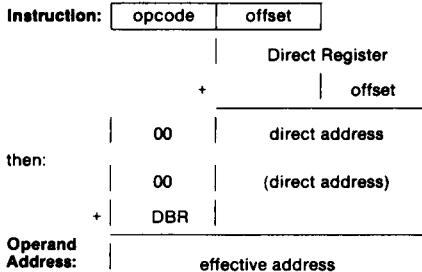 Instruction: opcode offset
Direct Register
+ offset
00 direct address
then:
00 (direct address)
+ DBR
Operand
Address: effective address